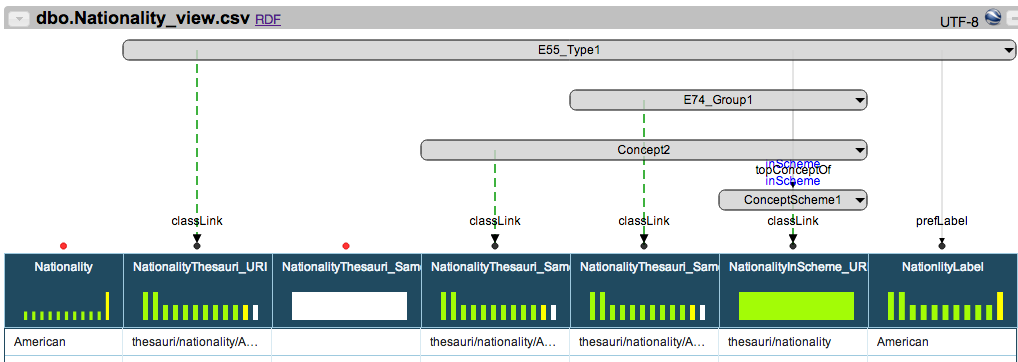 dbo.Nationality_view.csv RDF UTF-8
E55_Type1
E74_Group1
Concept2
inScheme
topConceptOf
inScheme
ConceptScheme1
classLink classLink classLink classLink prefLabel
Nationality NationalityThesauri_URI NationalityThesauri_Sam NationalityThesauri_Sam NationalityThesauri_Sam NationalityInScheme_UR NationlityLabel
American thesauri/nationality/A... thesauri/nationality/A... thesauri/nationality/A... thesauri/nationality American